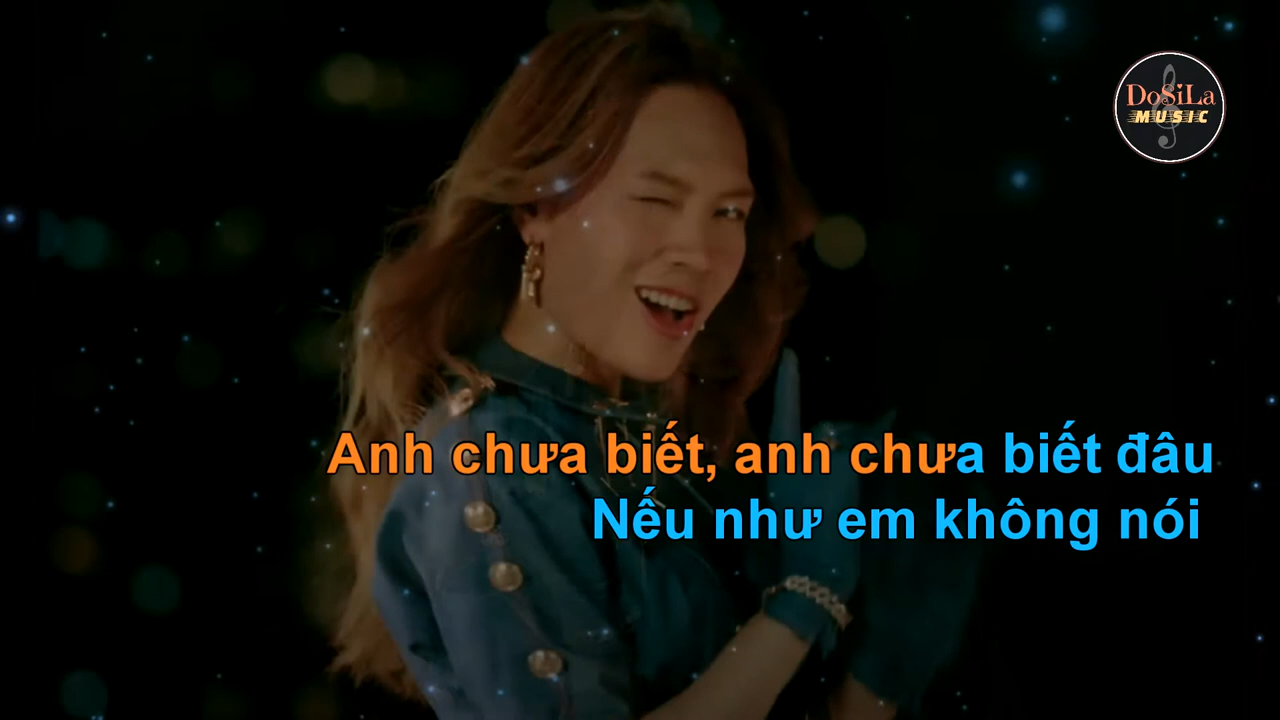 DoSiLa
MUSIC
Anh chưa biết, anh chưa biết đâu
Nếu như em không nói